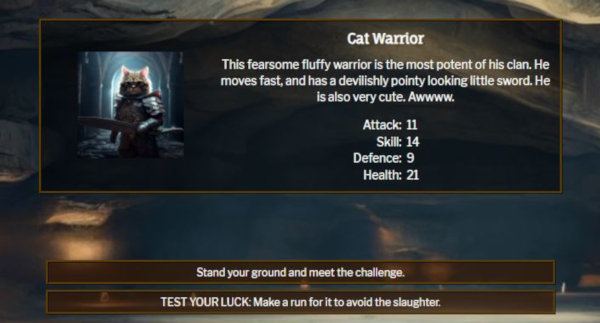 Cat Warrior
This fearsome fluffy warrior is the most potent of his clan. He
moves fast, and has a devilishly pointy looking little sword. He
is also very cute. Awwww.
Attack: 11
Skill: 14
Defence: 9
Health: 21
Stand your ground and meet the challenge.
TEST YOUR LUCK: Make a run for it to avoid the slaughter.